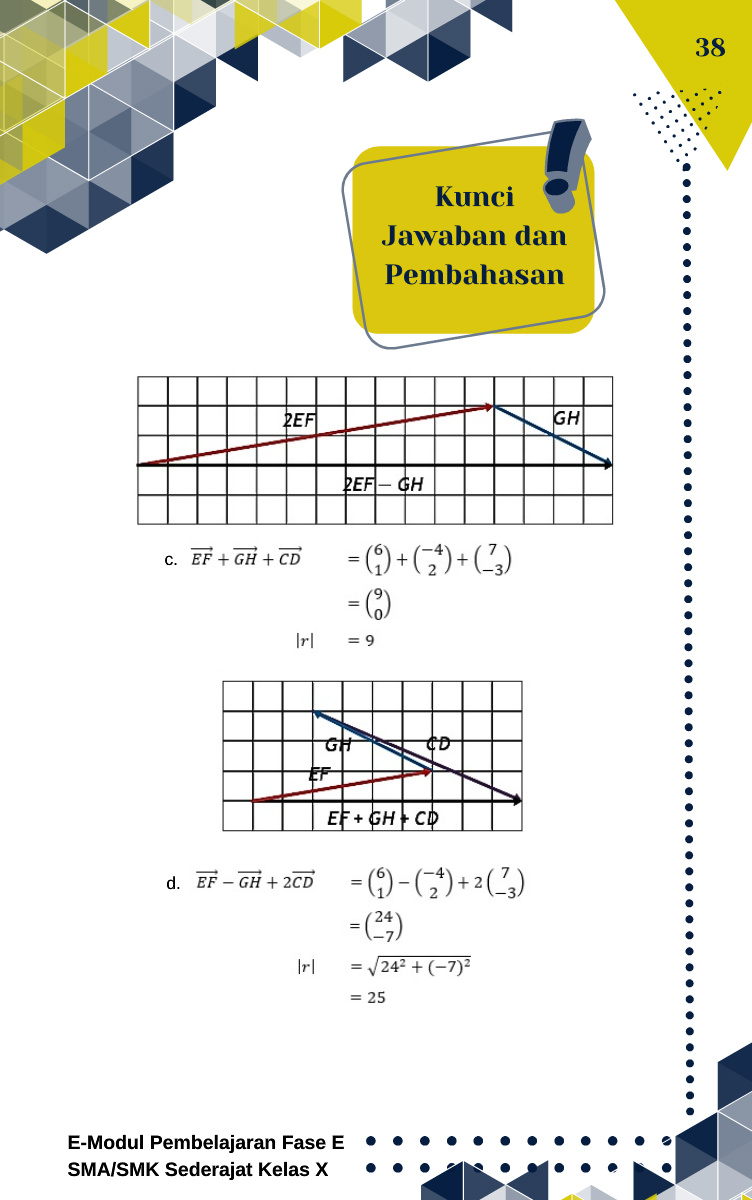 38
Kunci
Jawaban dan
Pembahasan
2EF
GH
2EF − GH
c. $\overrightarrow{EF} + \overrightarrow{GH} + \overrightarrow{CD}$ $= \binom{6}{1} + \binom{-4}{2} + \binom{7}{-3}$
$= \binom{9}{0}$
|r| = 9
GH
CD
EF
EF + GH + CD
d. $\overrightarrow{EF} - \overrightarrow{GH} + 2\overrightarrow{CD}$ $= \binom{6}{1} - \binom{-4}{2} + 2\binom{7}{-3}$
$= \binom{24}{-7}$
|r| $= \sqrt{24^2 + (-7)^2}$
= 25
E-Modul Pembelajaran Fase E
SMA/SMK Sederajat Kelas X